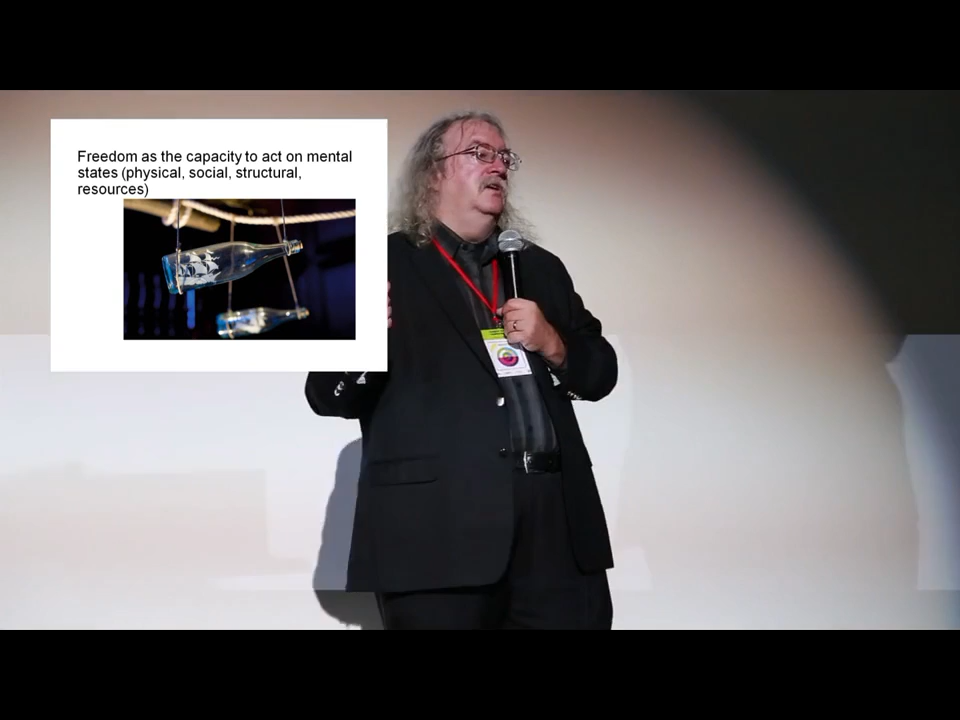 Freedom as the capacity to act on mental
states (physical, social, structural,
resources)